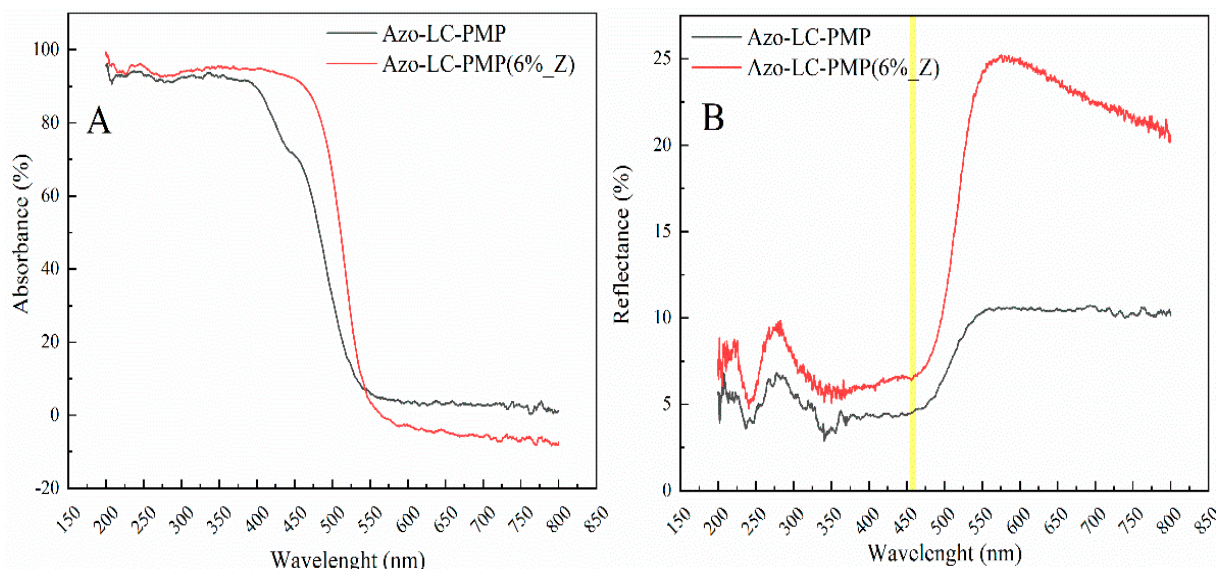 Azo-LC-PMP
Azo-LC-PMP(6%_Z)
A
Absorbance (%)
100
80
60
40
20
0
-20
150 200 250 300 350 400 450 500 550 600 650 700 750 800 850
Wavelenght (nm)
Azo-LC-PMP
Azo-LC-PMP(6%_Z)
B
Reflectance (%)
25
20
15
10
5
0
150 200 250 300 350 400 450 500 550 600 650 700 750 800 850
Wavelenght (nm)